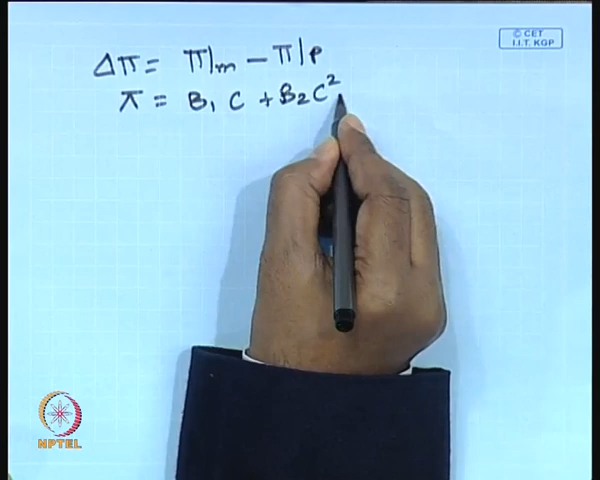 © CET
I.I.T. KGP
Δπ = π|m − π|p
π = B₁ C + B₂ C²
NPTEL